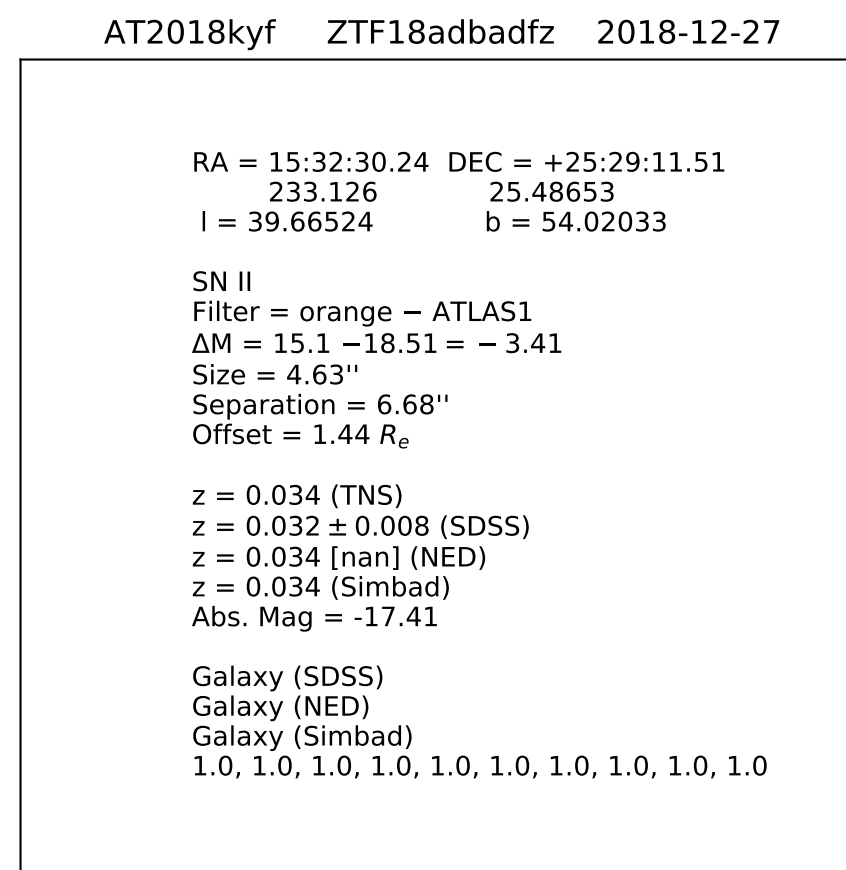 AT2018kyf ZTF18adbadfz 2018-12-27
RA = 15:32:30.24 DEC = +25:29:11.51
233.126 25.48653
l = 39.66524 b = 54.02033
SN II
Filter = orange − ATLAS1
ΔM = 15.1 −18.51 = − 3.41
Size = 4.63''
Separation = 6.68''
Offset = 1.44 Rₑ
z = 0.034 (TNS)
z = 0.032 ± 0.008 (SDSS)
z = 0.034 [nan] (NED)
z = 0.034 (Simbad)
Abs. Mag = -17.41
Galaxy (SDSS)
Galaxy (NED)
Galaxy (Simbad)
1.0, 1.0, 1.0, 1.0, 1.0, 1.0, 1.0, 1.0, 1.0, 1.0